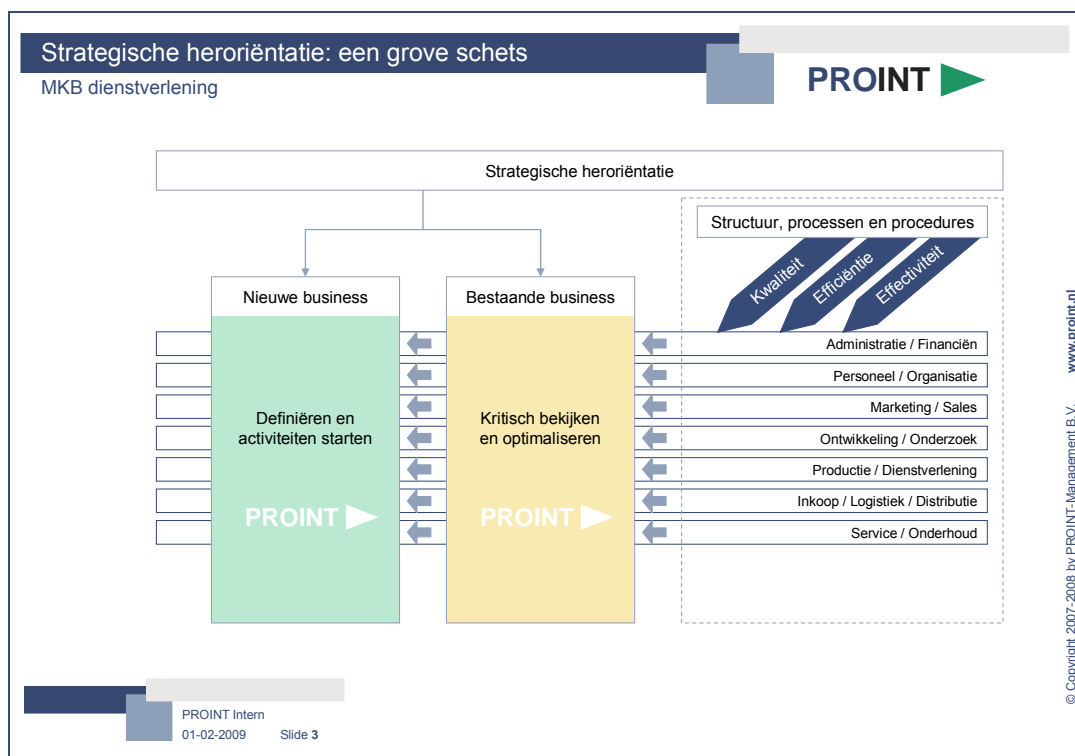 Strategische heroriëntatie: een grove schets
MKB dienstverlening
PROINT
Strategische heroriëntatie
Structuur, processen en procedures
Kwaliteit
Efficiëntie
Effectiviteit
Nieuwe business
Bestaande business
Administratie / Financiën
Personeel / Organisatie
Marketing / Sales
Ontwikkeling / Onderzoek
Productie / Dienstverlening
Inkoop / Logistiek / Distributie
Service / Onderhoud
Definiëren en
activiteiten starten
PROINT
Kritisch bekijken
en optimaliseren
PROINT
© Copyright 2007-2008 by PROINT-Management B.V. www.proint.nl
PROINT Intern
01-02-2009 Slide 3